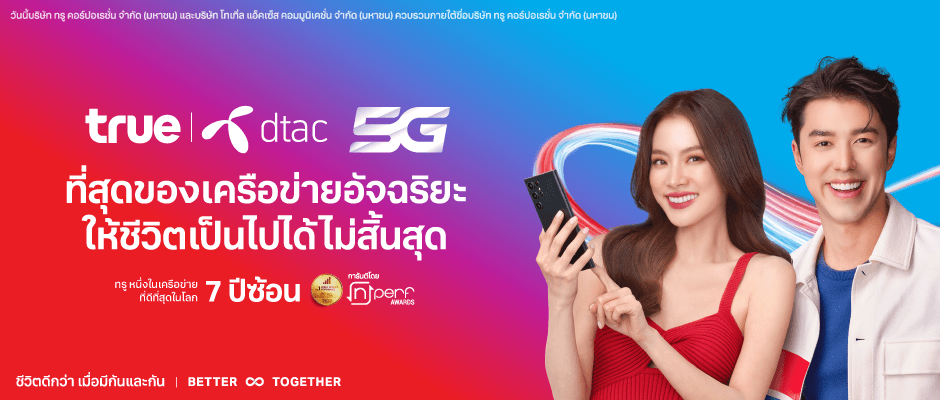 วันนี้บริษัท ทรู คอร์ปอเรชั่น จำกัด (มหาชน) และบริษัท โทเทิ่ล แอ็คเซ็ส คอมมูนิเคชั่น จำกัด (มหาชน) ควบรวมภายใต้ชื่อบริษัท ทรู คอร์ปอเรชั่น จำกัด (มหาชน)
true | dtac 5G
ที่สุดของเครือข่ายอัจฉริยะ
ให้ชีวิตเป็นไปได้ไม่สิ้นสุด
ทรู หนึ่งในเครือข่าย
ที่ดีที่สุดในโลก
7 ปีซ้อน
การันตีโดย
nperf
AWARDS
ชีวิตดีกว่า เมื่อมีกันและกัน | BETTER ∞ TOGETHER